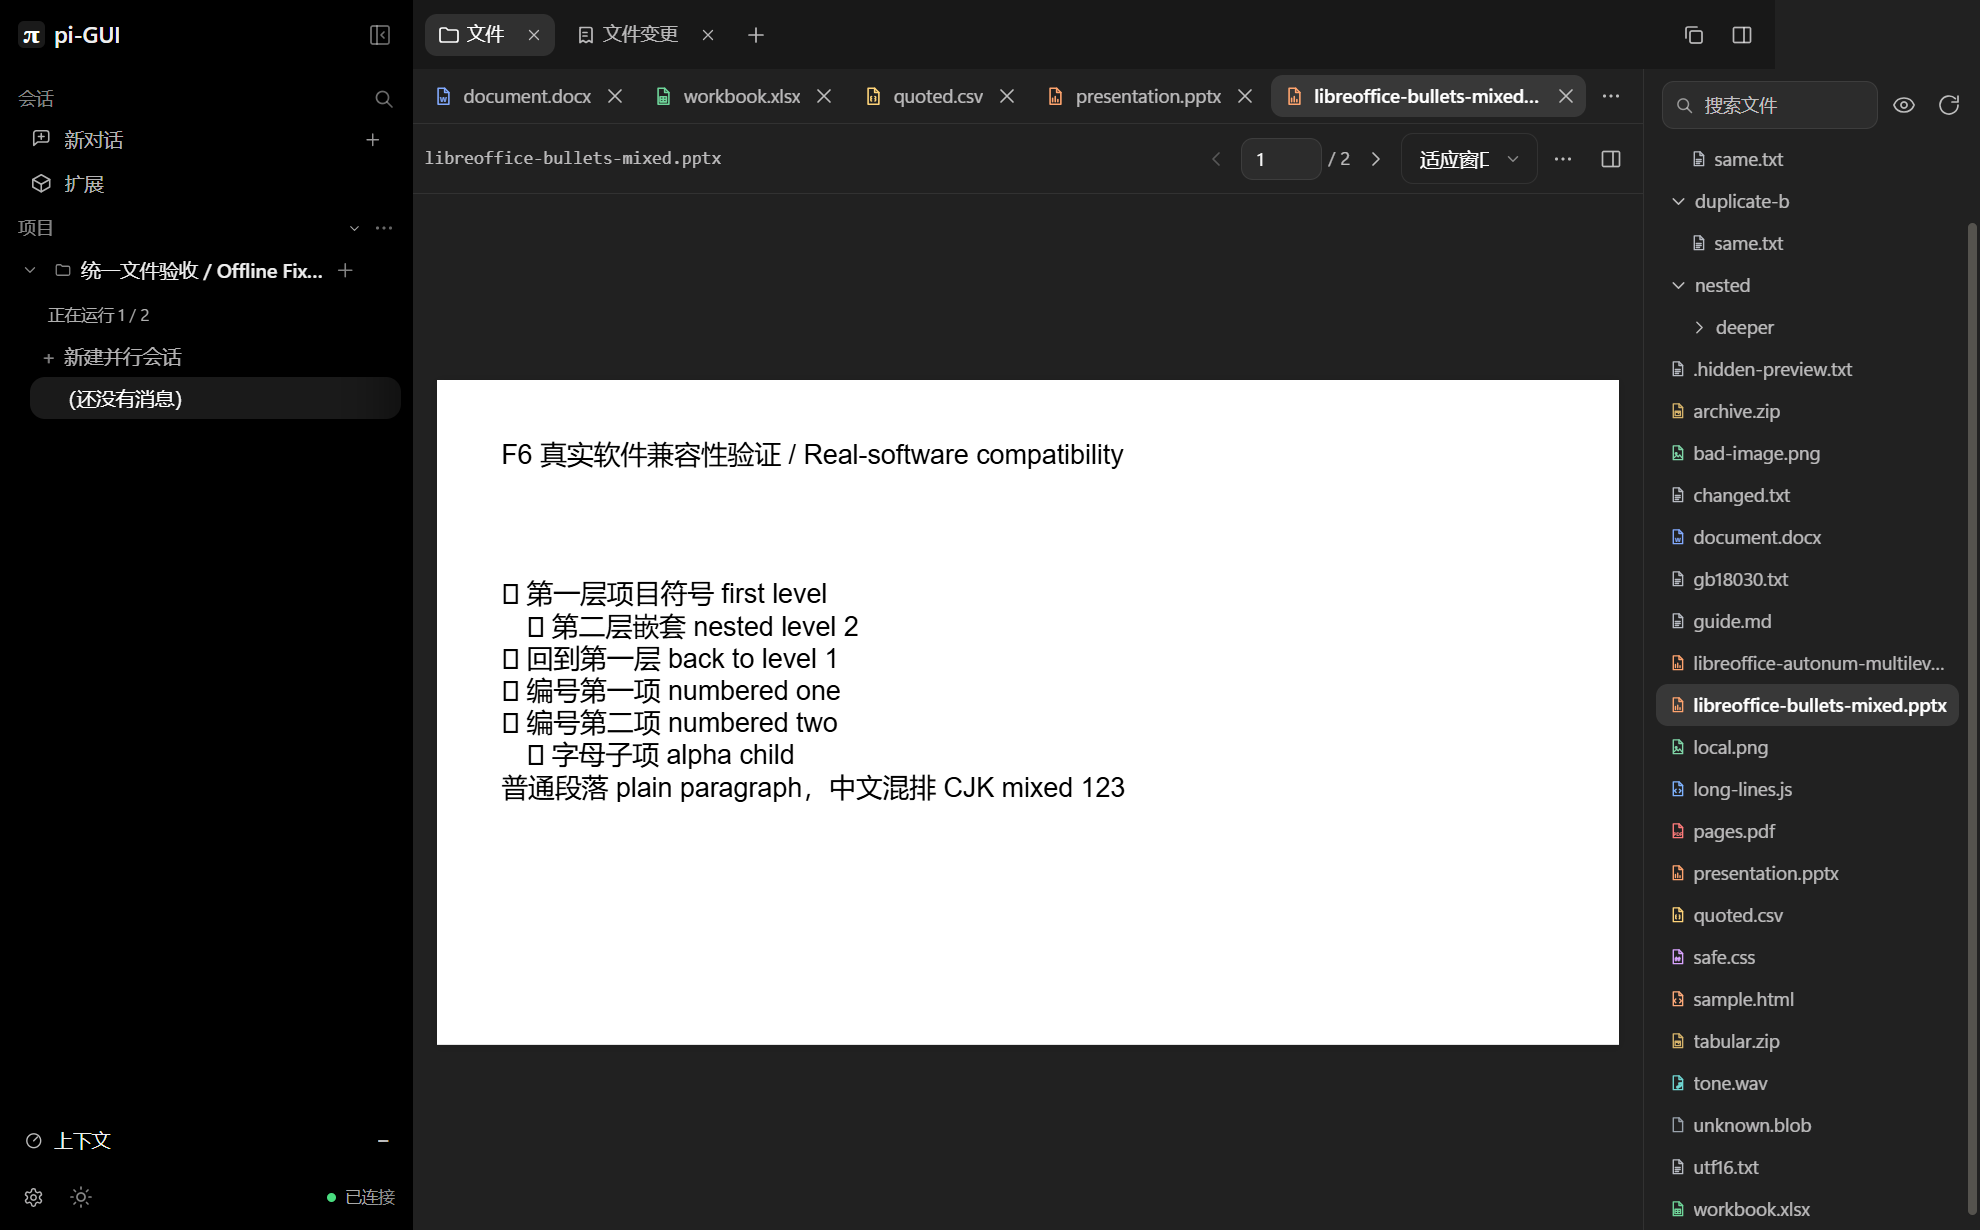 pi-GUI
会话
新对话
扩展
项目
统一文件验收 / Offline Fix...
正在运行 1 / 2
新建并行会话
(还没有消息)
上下文
已连接
文件
文件变更
document.docx
workbook.xlsx
quoted.csv
presentation.pptx
libreoffice-bullets-mixed...
libreoffice-bullets-mixed.pptx
1 / 2
适应窗口
F6 真实软件兼容性验证 / Real-software compatibility
第一层项目符号 first level
第二层嵌套 nested level 2
回到第一层 back to level 1
编号第一项 numbered one
编号第二项 numbered two
字母子项 alpha child
普通段落 plain paragraph，中文混排 CJK mixed 123
搜索文件
same.txt
duplicate-b
same.txt
nested
deeper
.hidden-preview.txt
archive.zip
bad-image.png
changed.txt
document.docx
gb18030.txt
guide.md
libreoffice-autonum-multilev...
libreoffice-bullets-mixed.pptx
local.png
long-lines.js
pages.pdf
presentation.pptx
quoted.csv
safe.css
sample.html
tabular.zip
tone.wav
unknown.blob
utf16.txt
workbook.xlsx